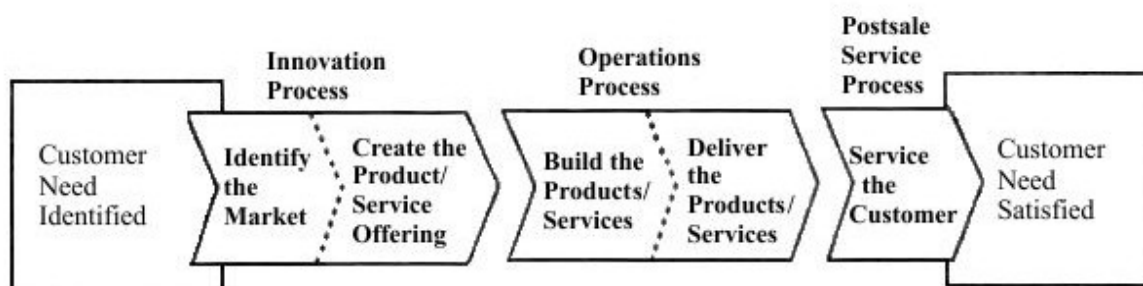 Innovation
Process
Operations
Process
Postsale
Service
Process
Customer
Need
Identified
Identify
the
Market
Create the
Product/
Service
Offering
Build the
Products/
Services
Deliver
the
Products/
Services
Service
the
Customer
Customer
Need
Satisfied